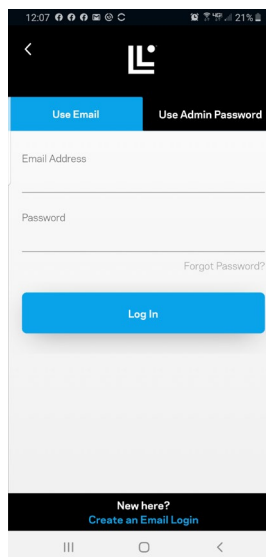 12:07 21%
Use Email Use Admin Password
Email Address
Password
Forgot Password?
Log In
New here?
Create an Email Login